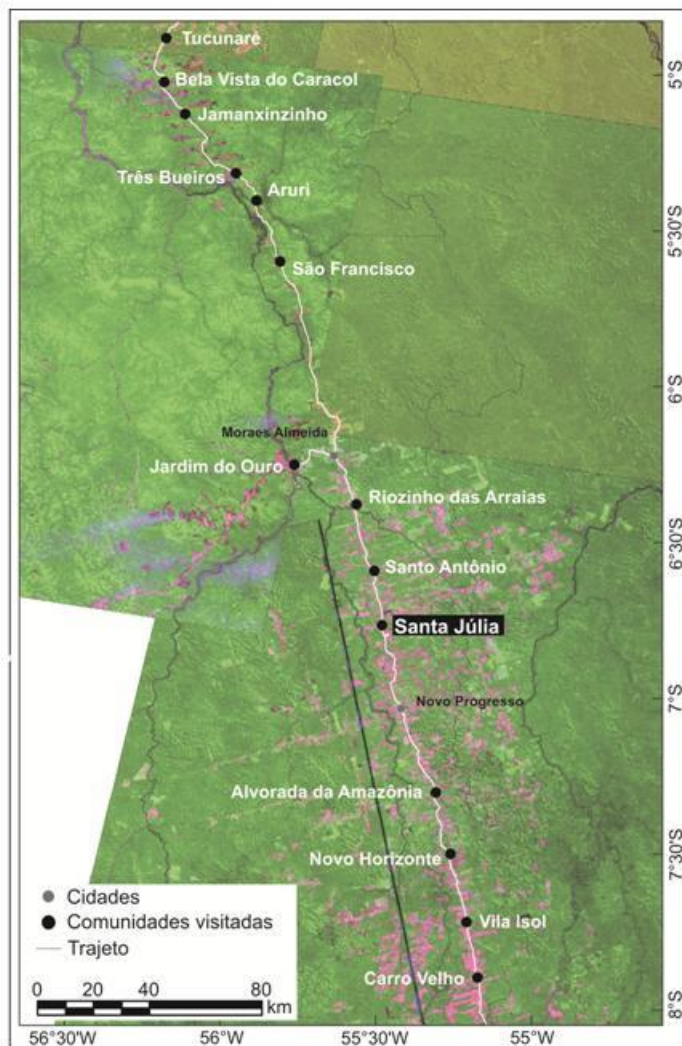 Tucunaré
Bela Vista do Caracol
Jamanxinzinho
Três Bueiros
Aruri
São Francisco
Moraes Almeida
Jardim do Ouro
Riozinho das Arraias
Santo Antônio
Santa Júlia
Novo Progresso
Alvorada da Amazônia
Novo Horizonte
Vila Isol
Carro Velho
Cidades
Comunidades visitadas
Trajeto
0 20 40 80
km
5°S
5°30'S
6°S
6°30'S
7°S
7°30'S
8°S
56°30'W 56°W 55°30'W 55°W